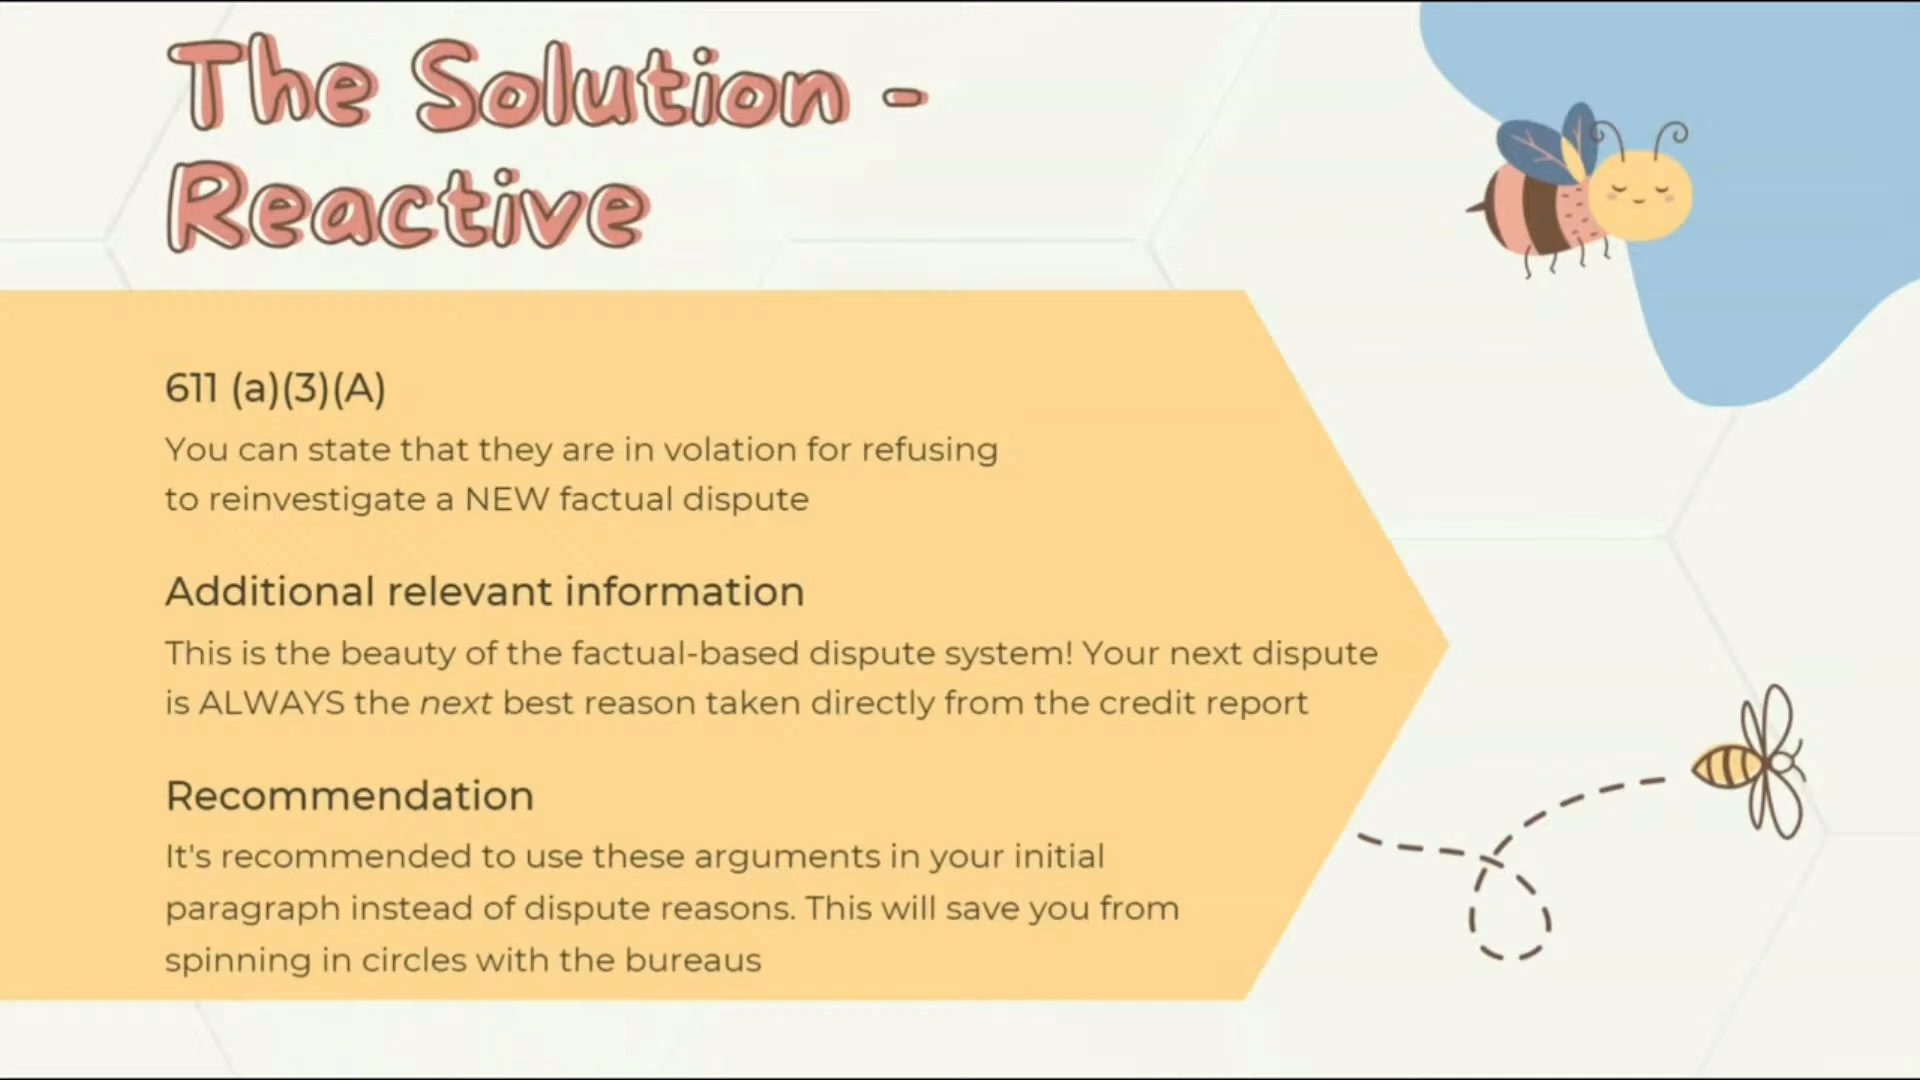 The Solution -
Reactive
611 (a)(3)(A)
You can state that they are in volation for refusing
to reinvestigate a NEW factual dispute
Additional relevant information
This is the beauty of the factual-based dispute system! Your next dispute
is ALWAYS the next best reason taken directly from the credit report
Recommendation
It's recommended to use these arguments in your initial
paragraph instead of dispute reasons. This will save you from
spinning in circles with the bureaus